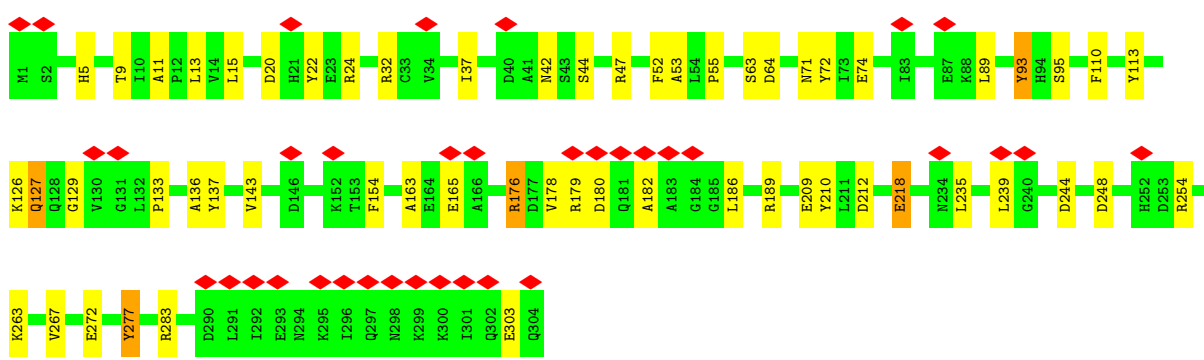 M1 S2 H5 T9 I10 A11 P12 L13 V14 L15 D20 H21 Y22 E23 R24 R32 C33 V34 I37 D40 A41 N42 S43 S44 R47 F52 A53 L54 P55 S63 D64 N71 Y72 I73 E74 I83 E87 K88 L89 Y93 H94 S95 F110 Y113
K126 Q127 Q128 G129 V130 G131 L132 P133 A136 Y137 V143 D146 K152 T153 F154 A163 E164 E165 A166 R176 D177 V178 R179 D180 Q181 A182 A183 G184 G185 L186 R189 E209 Y210 L211 D212 E218 N234 L235 L239 G240 D244 D248 H252 D253 R254
K263 V267 E272 Y277 R283 D290 L291 I292 E293 N294 K295 I296 Q297 N298 K299 K300 I301 Q302 E303 Q304